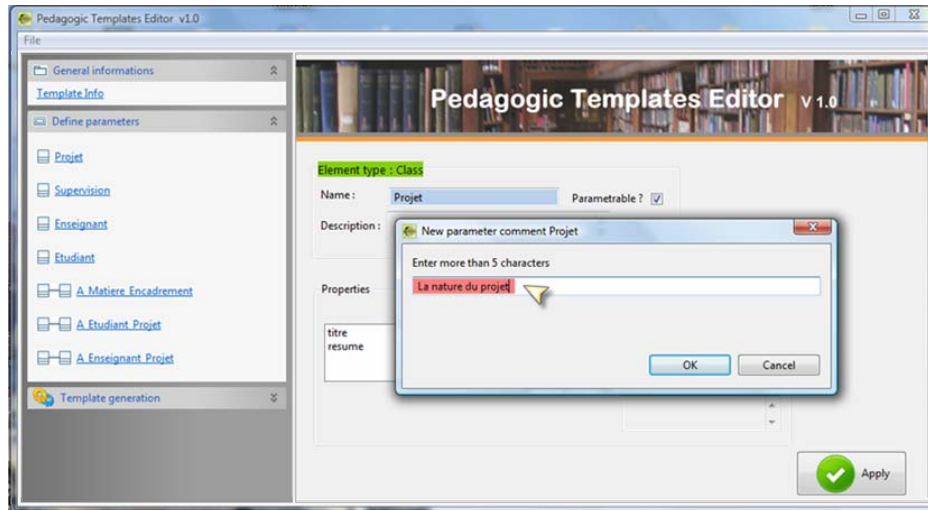 Pedagogic Templates Editor v1.0
File
General informations
Template Info
Define parameters
Projet
Supervision
Enseignant
Etudiant
A Matiere Encadrement
A Etudiant Projet
A Enseignant Projet
Template generation
Pedagogic Templates Editor v 1.0
Element type : Class
Name :
Projet
Parametrable ?
Description :
New parameter comment Projet
Enter more than 5 characters
La nature du projet
OK
Cancel
Properties
titre
resume
Apply